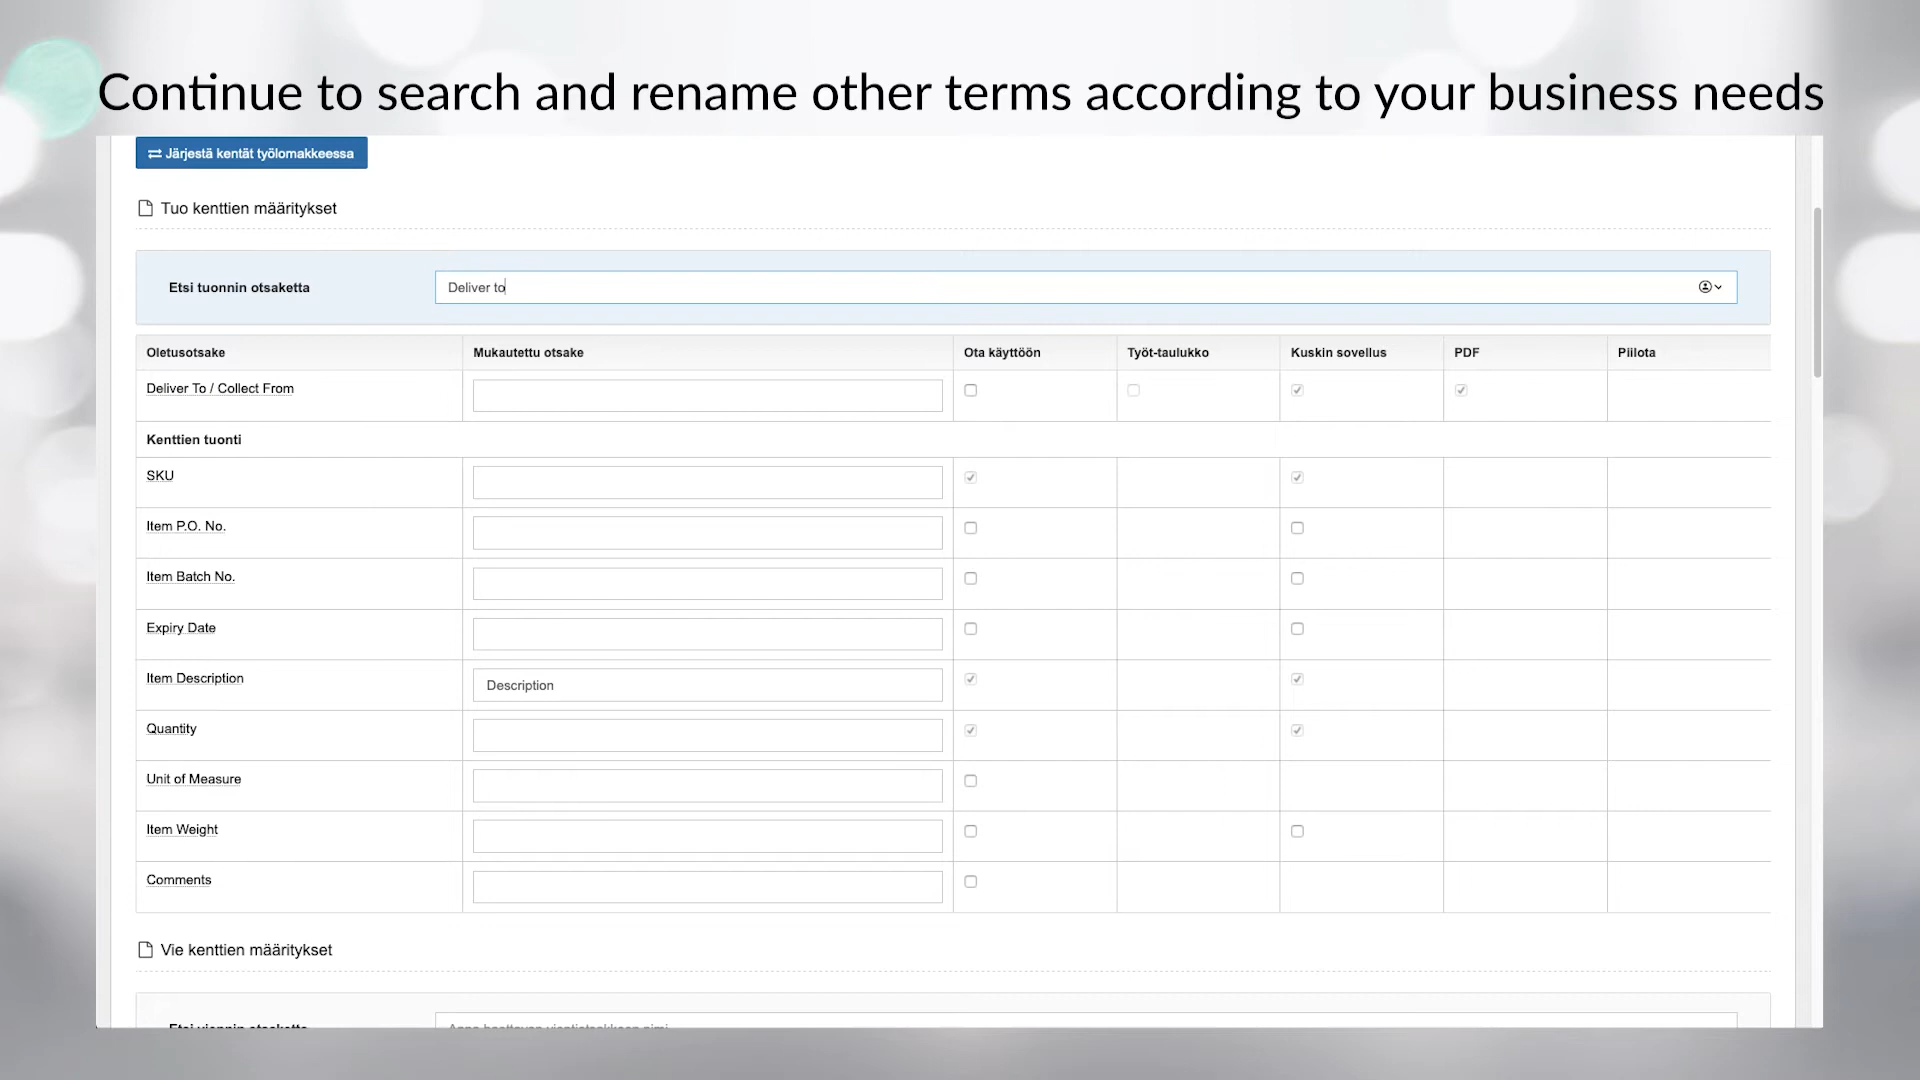 Continue to search and rename other terms according to your business needs
Järjestä kentät työlomakkeessa
Tuo kenttien määritykset
Etsi tuonnin otsaketta
Deliver to
Oletusotsake Mukautettu otsake Ota käyttöön Työt-taulukko Kuskin sovellus PDF Piilota
Deliver To / Collect From
Kenttien tuonti
SKU
Item P.O. No.
Item Batch No.
Expiry Date
Item Description Description
Quantity
Unit of Measure
Item Weight
Comments
Vie kenttien määritykset